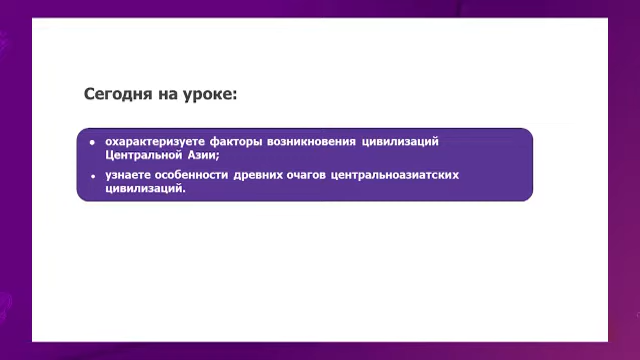 Сегодня на уроке:
• охарактеризуете факторы возникновения цивилизаций
Центральной Азии;
• узнаете особенности древних очагов центральноазиатских
цивилизаций.